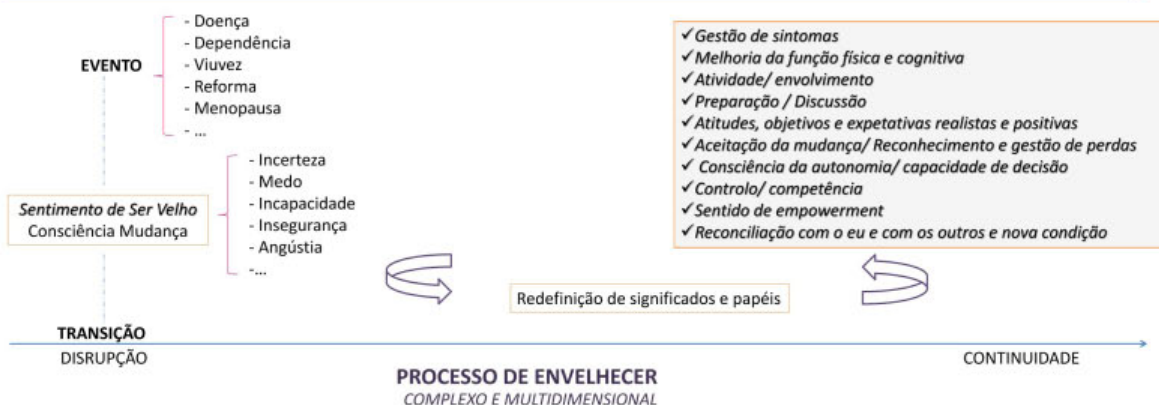 EVENTO
- Doença
- Dependência
- Viuvez
- Reforma
- Menopausa
- ...
Sentimento de Ser Velho
Consciência Mudança
- Incerteza
- Medo
- Incapacidade
- Insegurança
- Angústia
-...
✓Gestão de sintomas
✓Melhoria da função física e cognitiva
✓Atividade/ envolvimento
✓Preparação / Discussão
✓Atitudes, objetivos e expetativas realistas e positivas
✓Aceitação da mudança/ Reconhecimento e gestão de perdas
✓ Consciência da autonomia/ capacidade de decisão
✓Controlo/ competência
✓Sentido de empowerment
✓Reconciliação com o eu e com os outros e nova condição
Redefinição de significados e papéis
TRANSIÇÃO
DISRUPÇÃO
CONTINUIDADE
PROCESSO DE ENVELHECER
COMPLEXO E MULTIDIMENSIONAL